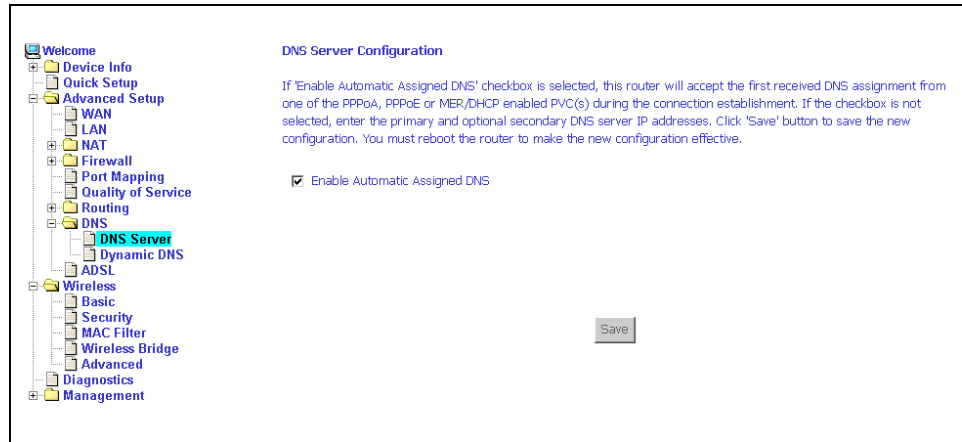 Welcome
Device Info
Quick Setup
Advanced Setup
WAN
LAN
NAT
Firewall
Port Mapping
Quality of Service
Routing
DNS
DNS Server
Dynamic DNS
ADSL
Wireless
Basic
Security
MAC Filter
Wireless Bridge
Advanced
Diagnostics
Management
DNS Server Configuration
If 'Enable Automatic Assigned DNS' checkbox is selected, this router will accept the first received DNS assignment from
one of the PPPoA, PPPoE or MER/DHCP enabled PVC(s) during the connection establishment. If the checkbox is not
selected, enter the primary and optional secondary DNS server IP addresses. Click 'Save' button to save the new
configuration. You must reboot the router to make the new configuration effective.
Enable Automatic Assigned DNS
Save